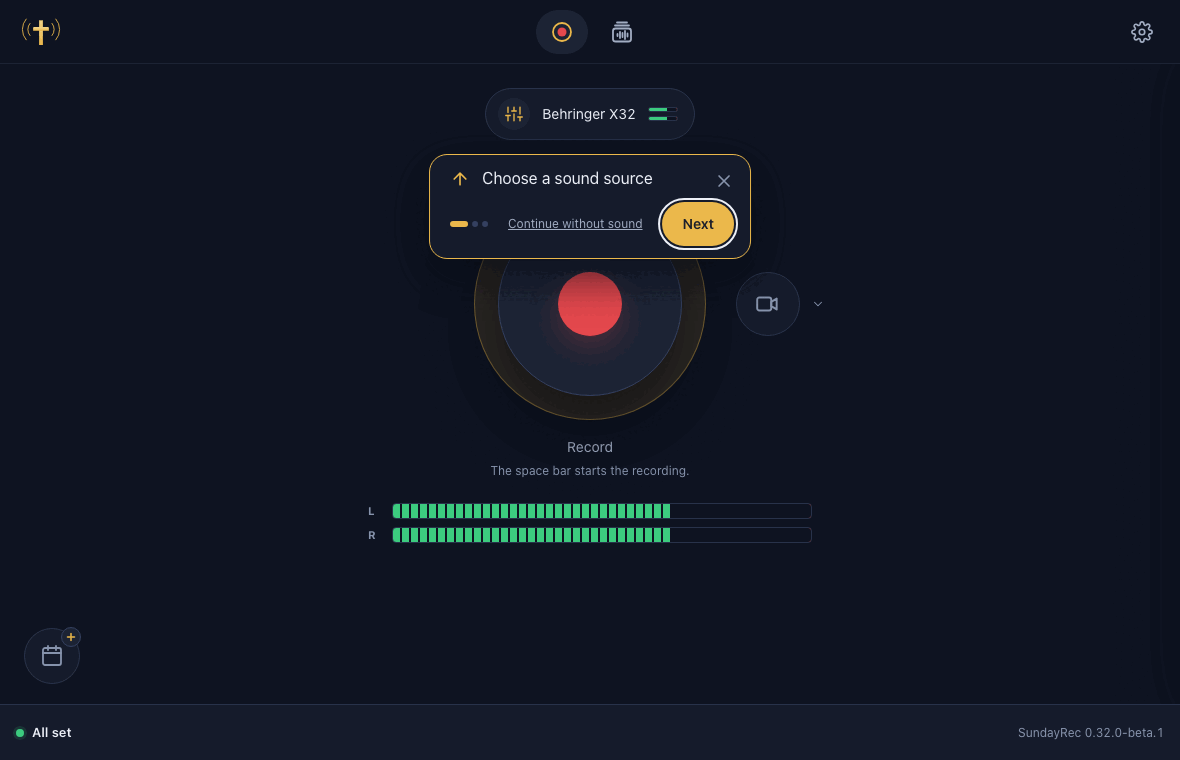 Behringer X32
Choose a sound source
Continue without sound
Next
Record
The space bar starts the recording.
L
R
All set
SundayRec 0.32.0-beta.1